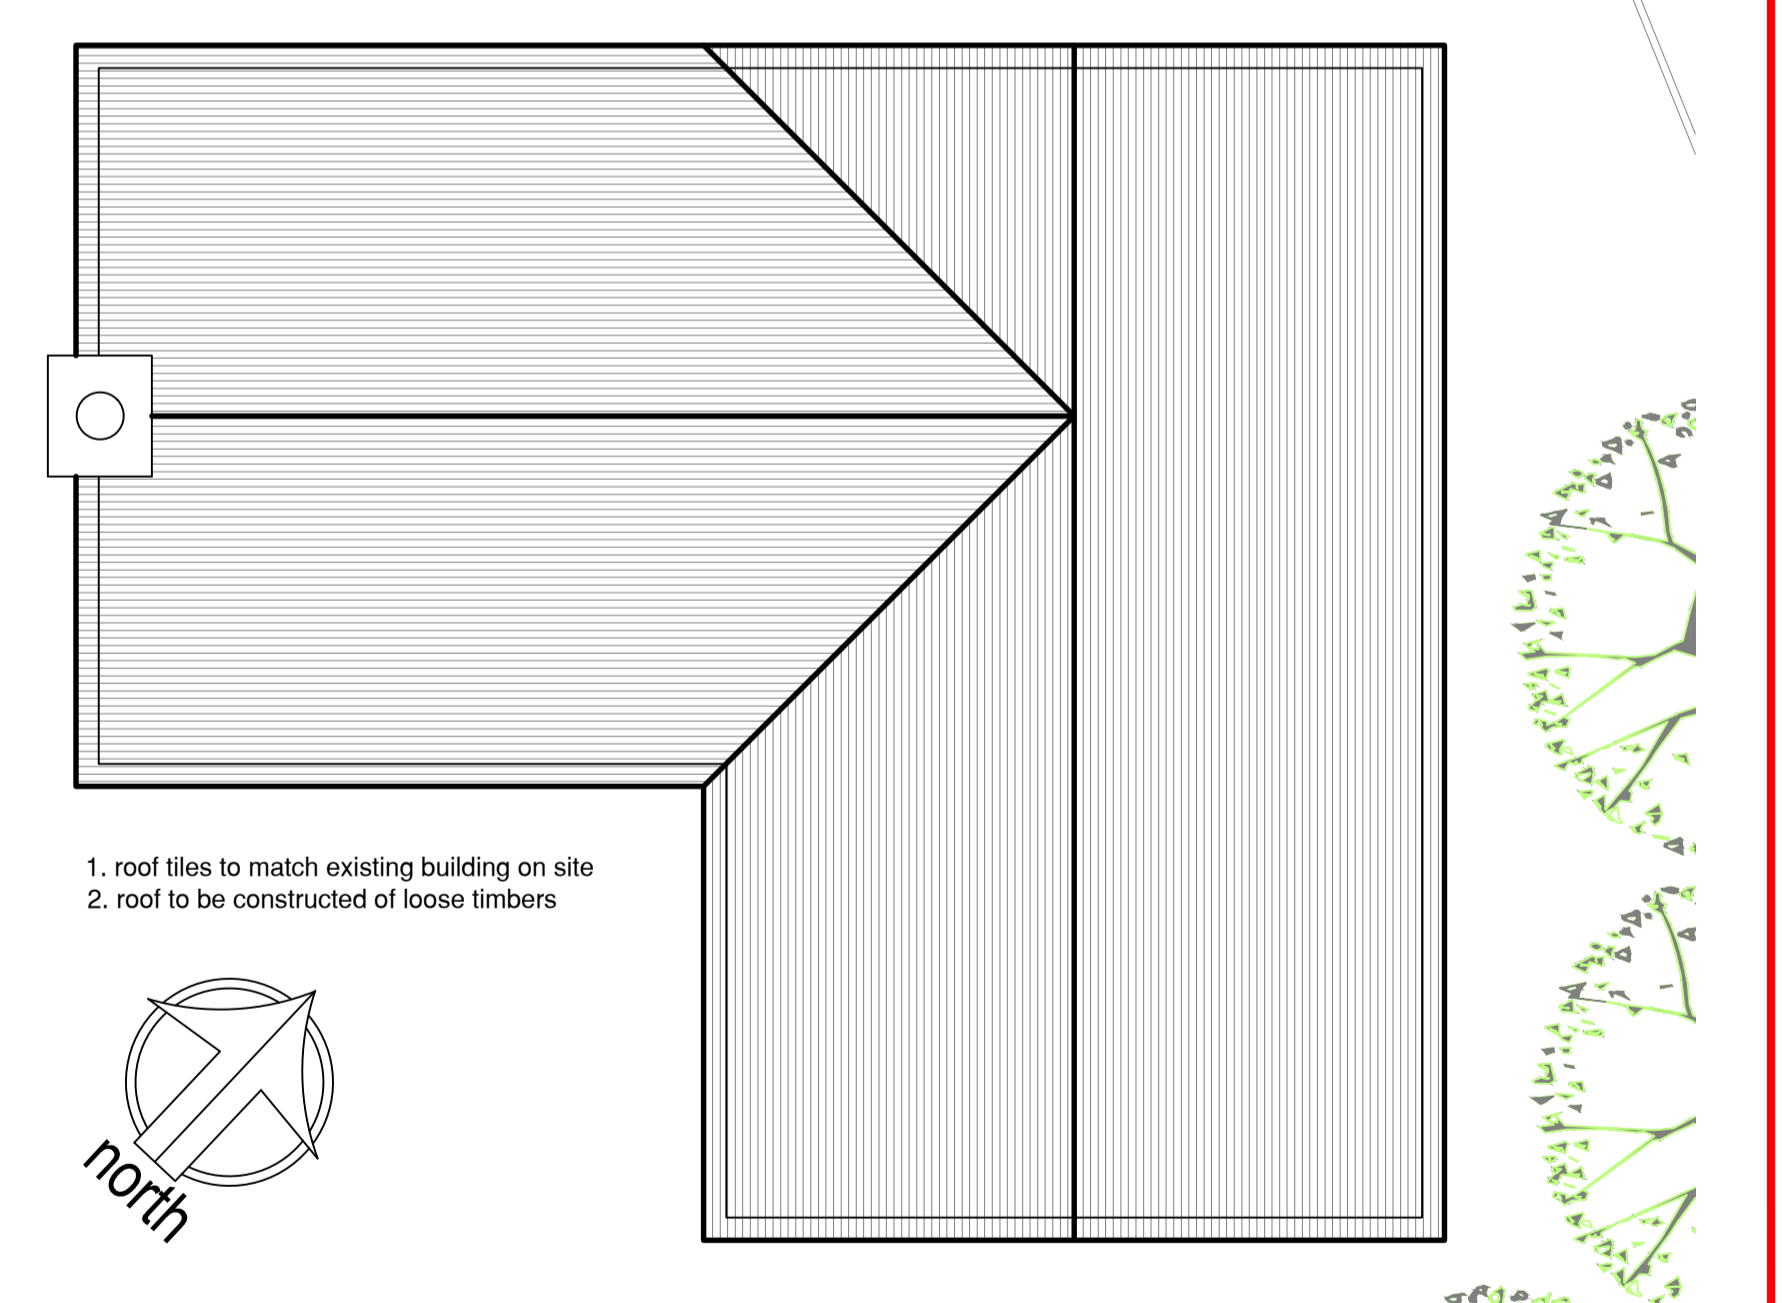 1. roof tiles to match existing building on site
2. roof to be constructed of loose timbers
north